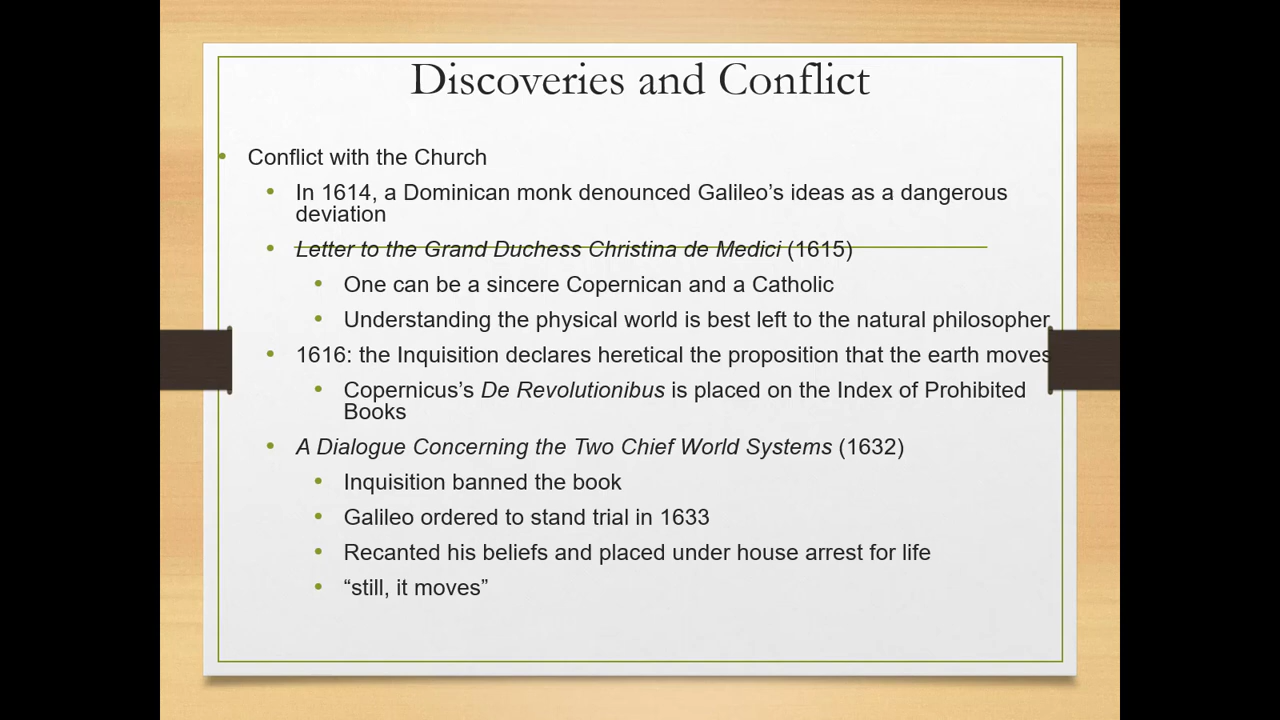 Discoveries and Conflict
• Conflict with the Church
• In 1614, a Dominican monk denounced Galileo’s ideas as a dangerous
deviation
• Letter to the Grand Duchess Christina de Medici (1615)
• One can be a sincere Copernican and a Catholic
• Understanding the physical world is best left to the natural philosopher
• 1616: the Inquisition declares heretical the proposition that the earth moves
• Copernicus’s De Revolutionibus is placed on the Index of Prohibited
Books
• A Dialogue Concerning the Two Chief World Systems (1632)
• Inquisition banned the book
• Galileo ordered to stand trial in 1633
• Recanted his beliefs and placed under house arrest for life
• “still, it moves”